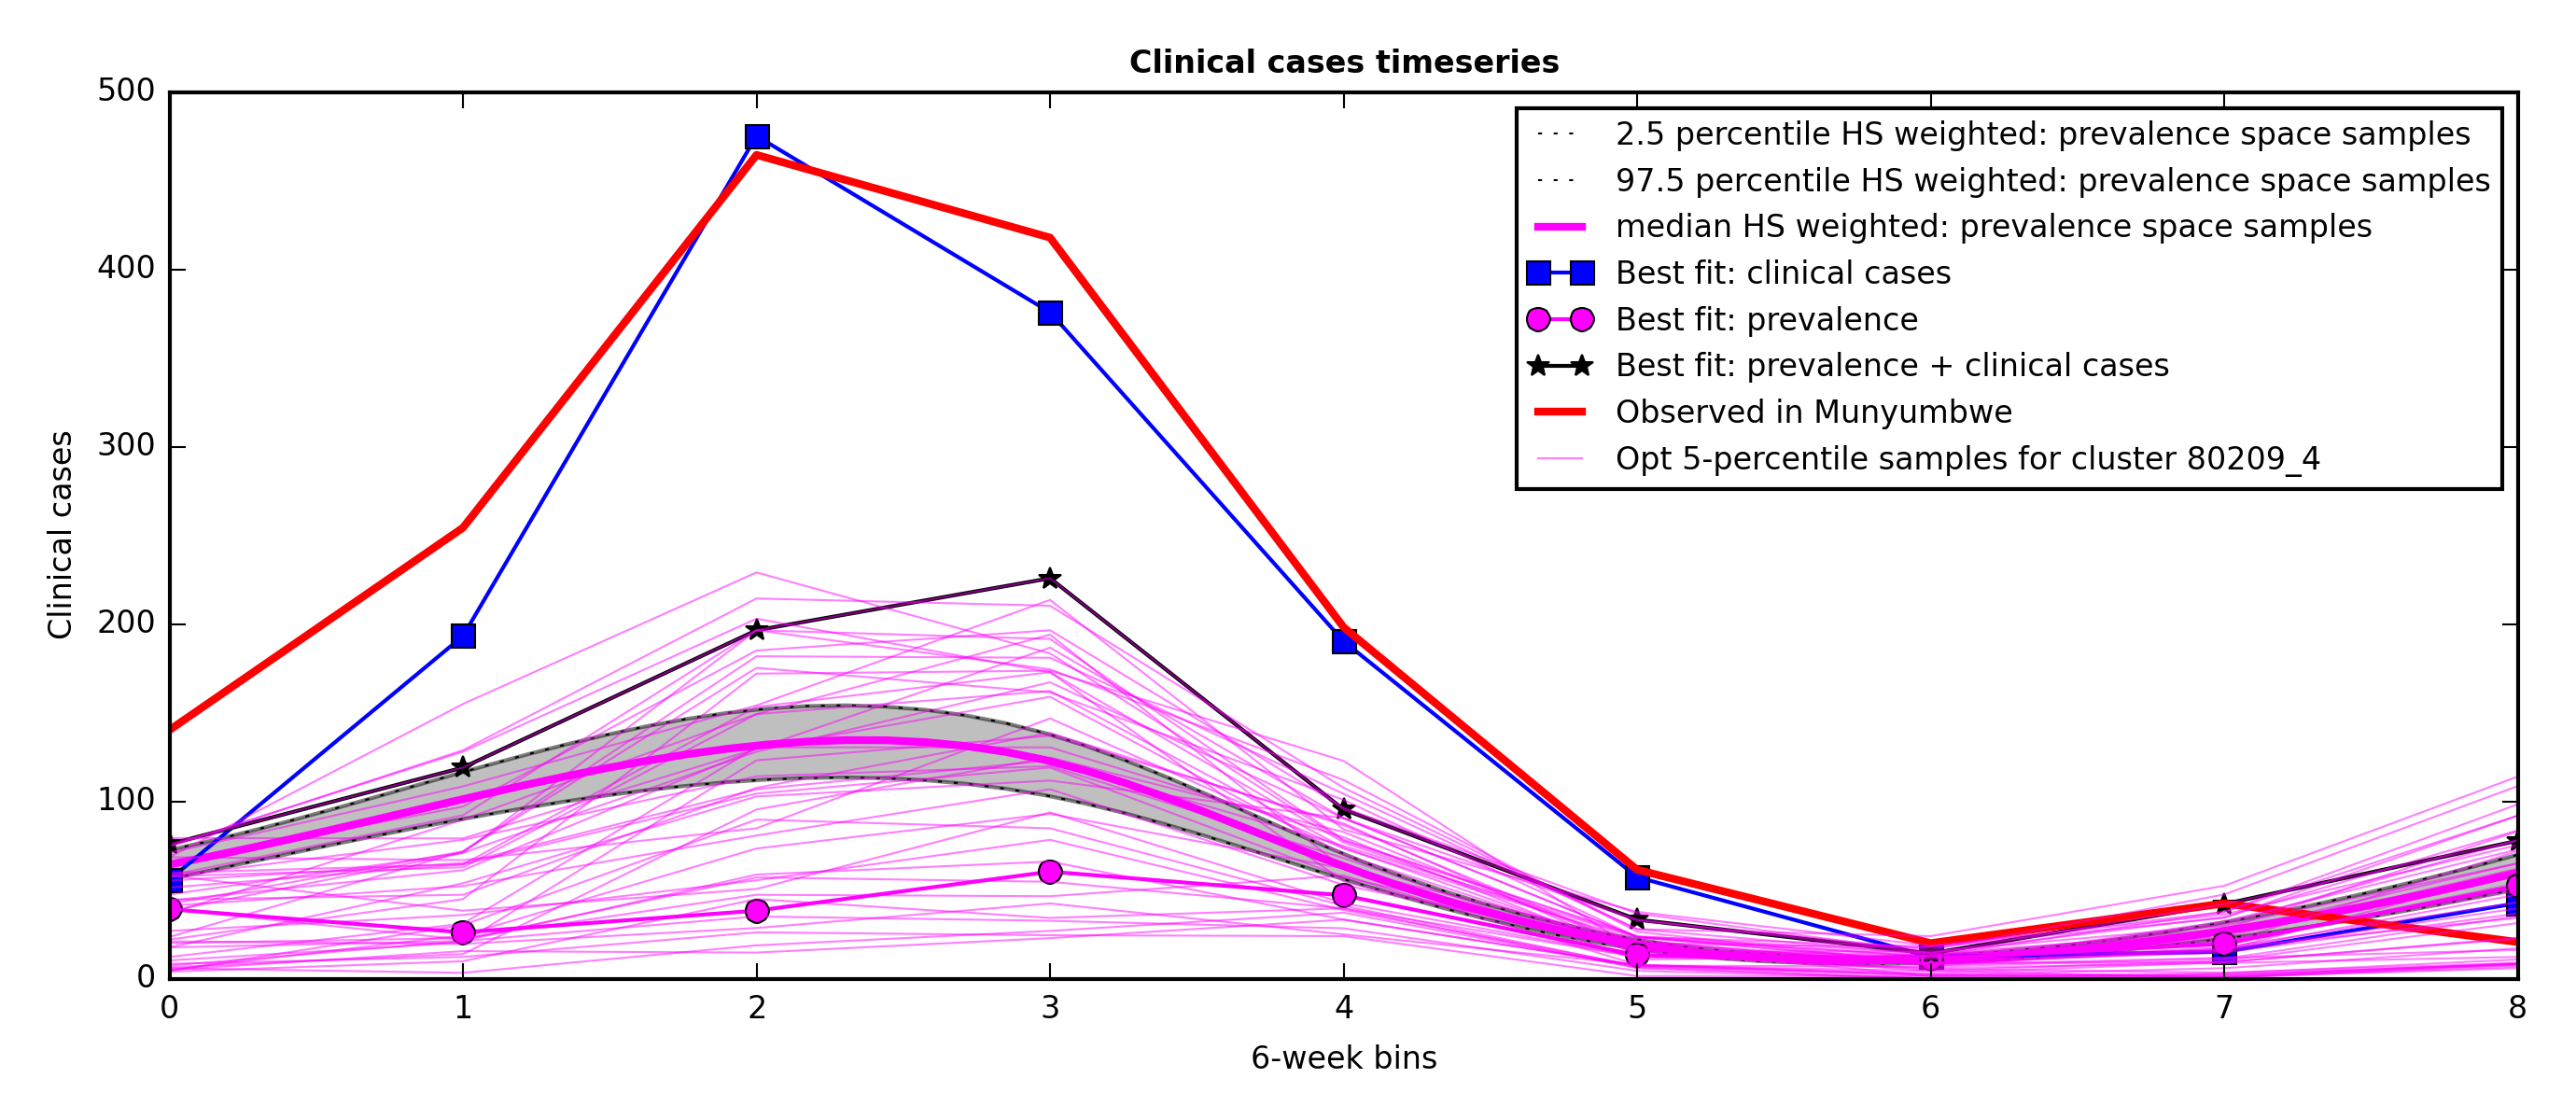 Clinical cases timeseries
500
400
300
200
100
0
Clinical cases
2.5 percentile HS weighted: prevalence space samples
97.5 percentile HS weighted: prevalence space samples
median HS weighted: prevalence space samples
Best fit: clinical cases
Best fit: prevalence
Best fit: prevalence + clinical cases
Observed in Munyumbwe
Opt 5-percentile samples for cluster 80209_4
0 1 2 3 4 5 6 7 8
6-week bins